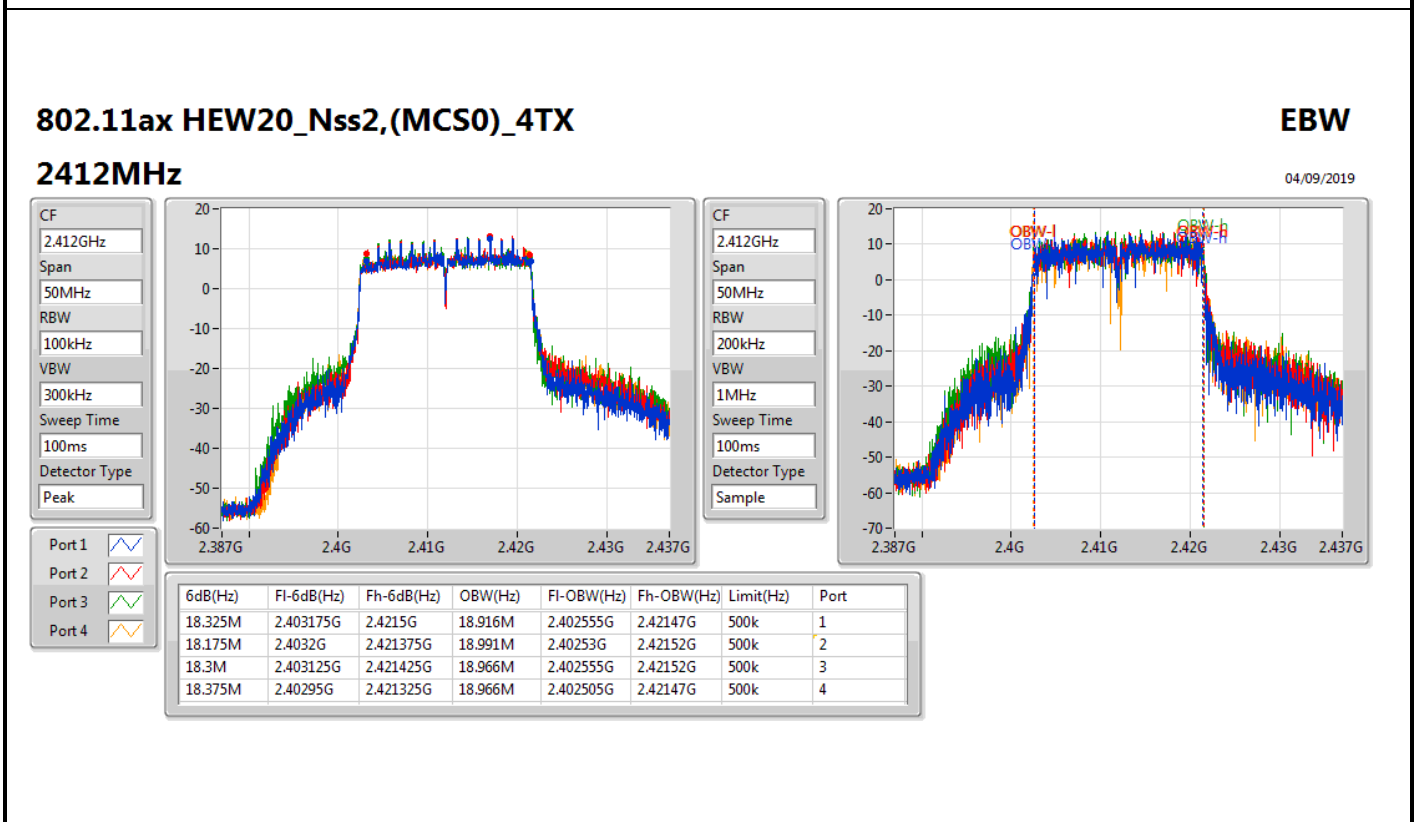 802.11ax HEW20_Nss2,(MCS0)_4TX
EBW
2412MHz
04/09/2019
CF
2.412GHz
Span
50MHz
RBW
100kHz
VBW
300kHz
Sweep Time
100ms
Detector Type
Peak
20
10
0
-10
-20
-30
-40
-50
-60
2.387G 2.4G 2.41G 2.42G 2.43G 2.437G
CF
2.412GHz
Span
50MHz
RBW
200kHz
VBW
1MHz
Sweep Time
100ms
Detector Type
Sample
20
10
0
-10
-20
-30
-40
-50
-60
-70
OBW-l
2.387G 2.4G 2.41G 2.42G 2.43G 2.437G
Port 1
Port 2
Port 3
Port 4
6dB(Hz) Fl-6dB(Hz) Fh-6dB(Hz) OBW(Hz) Fl-OBW(Hz) Fh-OBW(Hz) Limit(Hz) Port
18.325M 2.403175G 2.4215G 18.916M 2.402555G 2.42147G 500k 1
18.175M 2.4032G 2.421375G 18.991M 2.40253G 2.42152G 500k 2
18.3M 2.403125G 2.421425G 18.966M 2.402555G 2.42152G 500k 3
18.375M 2.40295G 2.421325G 18.966M 2.402505G 2.42147G 500k 4